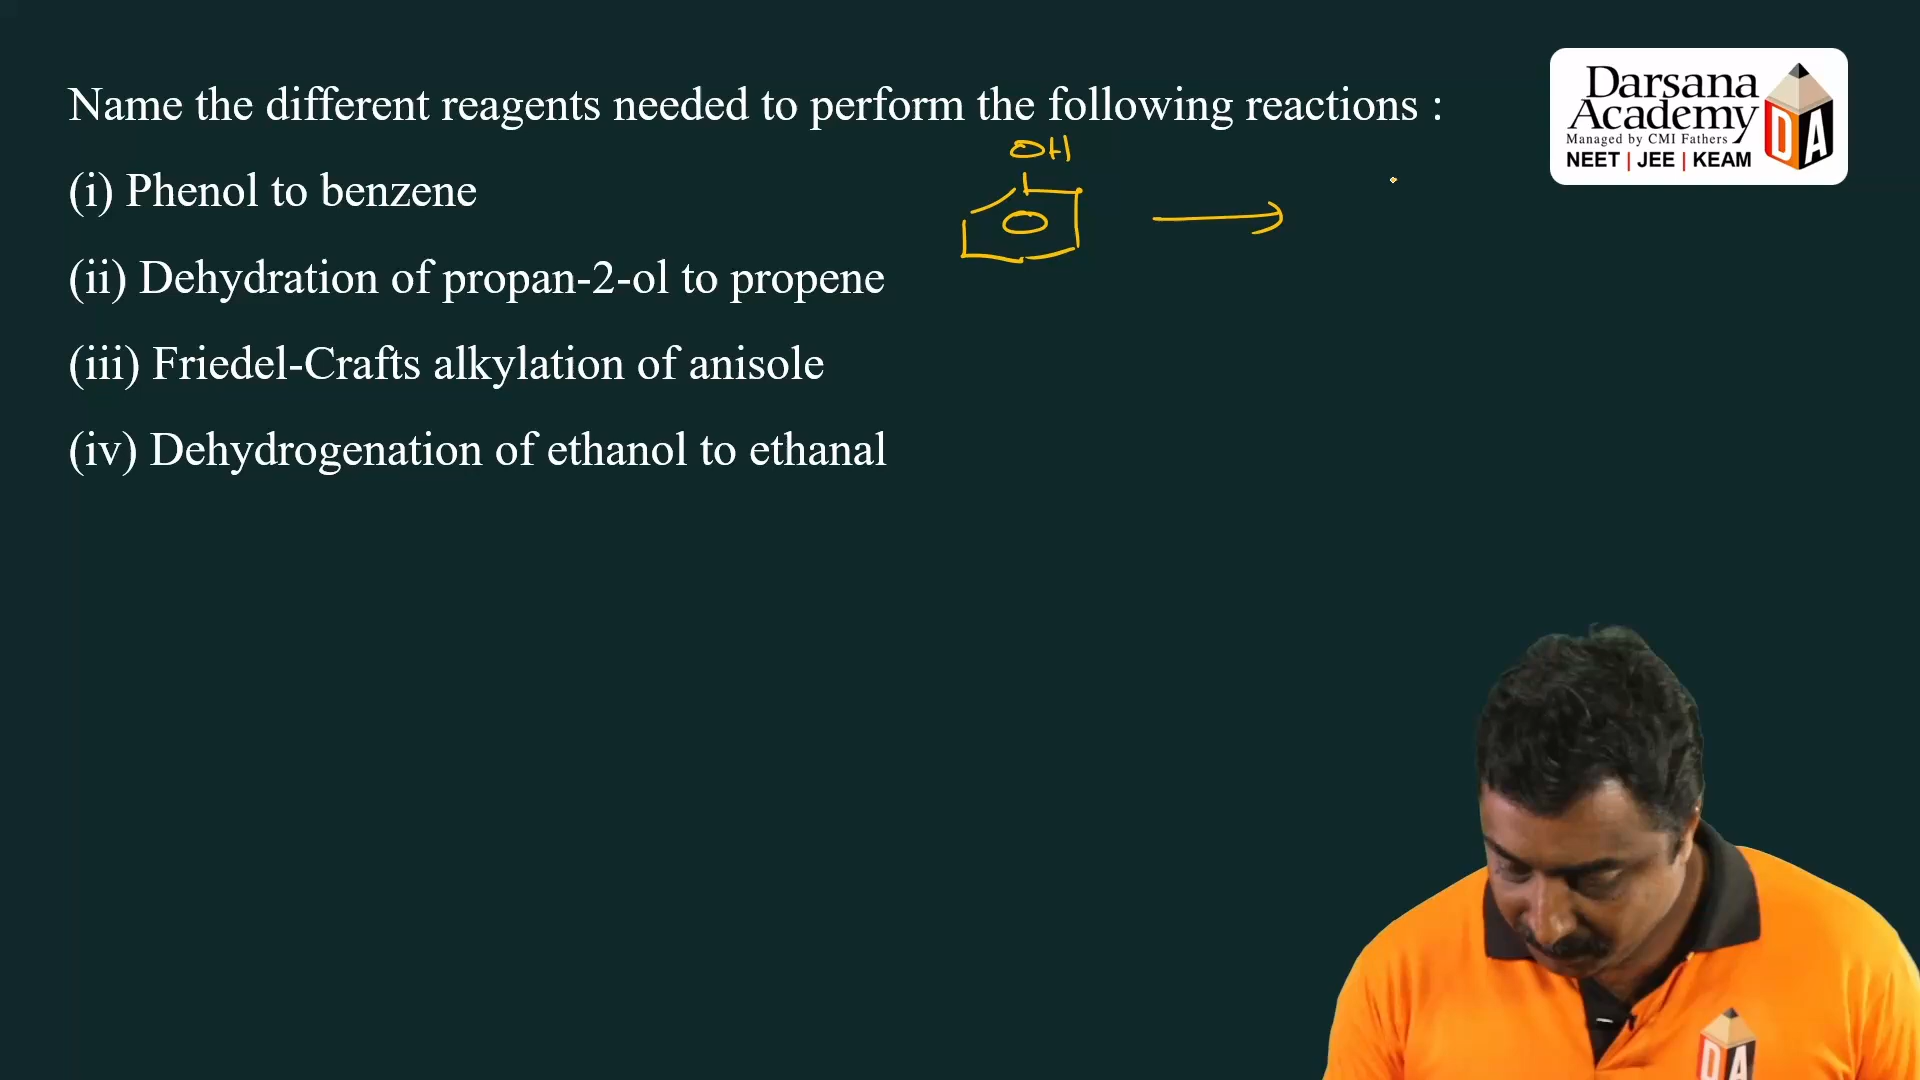 Name the different reagents needed to perform the following reactions :
(i) Phenol to benzene
OH
(ii) Dehydration of propan-2-ol to propene
(iii) Friedel-Crafts alkylation of anisole
(iv) Dehydrogenation of ethanol to ethanal
Darsana
Academy
Managed by CMI Fathers
NEET | JEE | KEAM
DA
DA